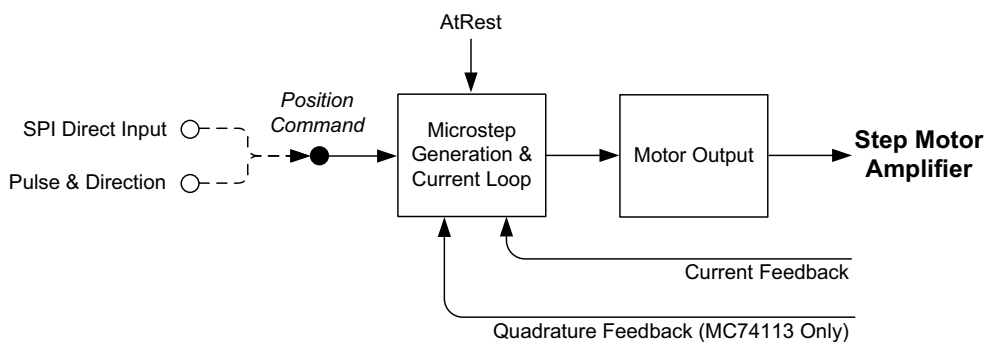 AtRest
Position
Command
SPI Direct Input
Pulse & Direction
Microstep
Generation &
Current Loop
Motor Output
Step Motor
Amplifier
Current Feedback
Quadrature Feedback (MC74113 Only)